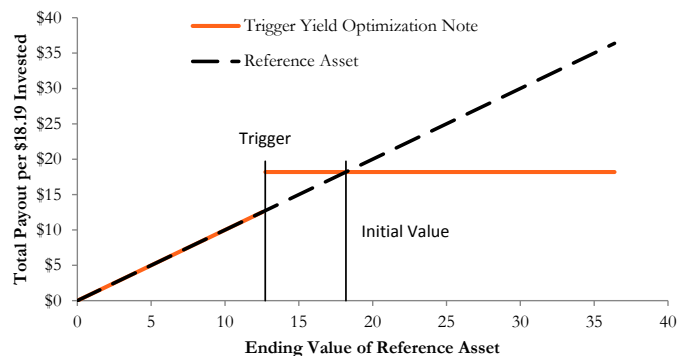 $40
$35
$30
$25
$20
$15
$10
$5
$0
Total Payout per $18.19 Invested
Trigger Yield Optimization Note
Reference Asset
Trigger
Initial Value
0 5 10 15 20 25 30 35 40
Ending Value of Reference Asset